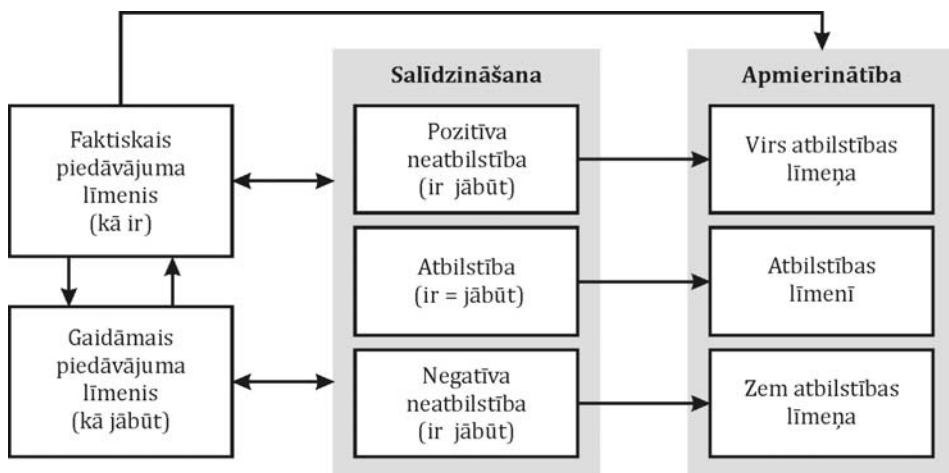 Salīdzināšana
Apmierinātība
Faktiskais
piedāvājuma
līmenis
(kā ir)
Gaidāmais
piedāvājuma
līmenis
(kā jābūt)
Pozitīva
neatbilstība
(ir jābūt)
Atbilstība
(ir = jābūt)
Negatīva
neatbilstība
(ir jābūt)
Virs atbilstības
līmeņa
Atbilstības
līmenī
Zem atbilstības
līmeņa